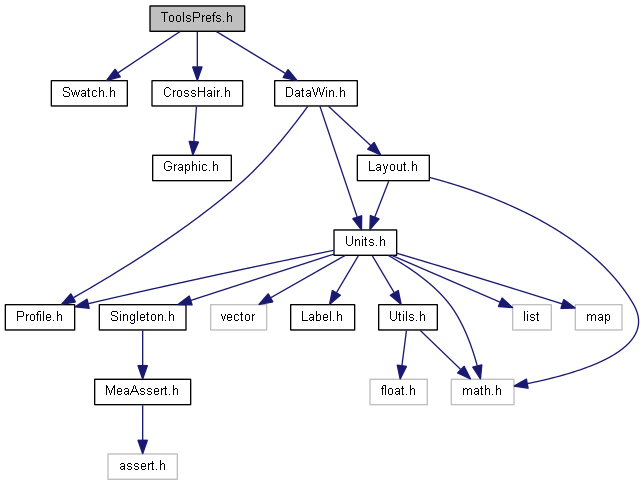 ToolsPrefs.h
Swatch.h
CrossHair.h
DataWin.h
Graphic.h
Layout.h
Units.h
Profile.h
Singleton.h
vector
Label.h
Utils.h
list
map
MeaAssert.h
float.h
math.h
assert.h